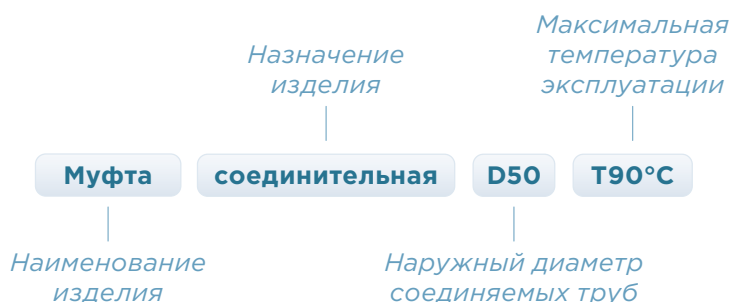 Максимальная
температура
эксплуатации
Назначение
изделия
Муфта соединительная D50 T90°C
Наименование
изделия
Наружный диаметр
соединяемых труб